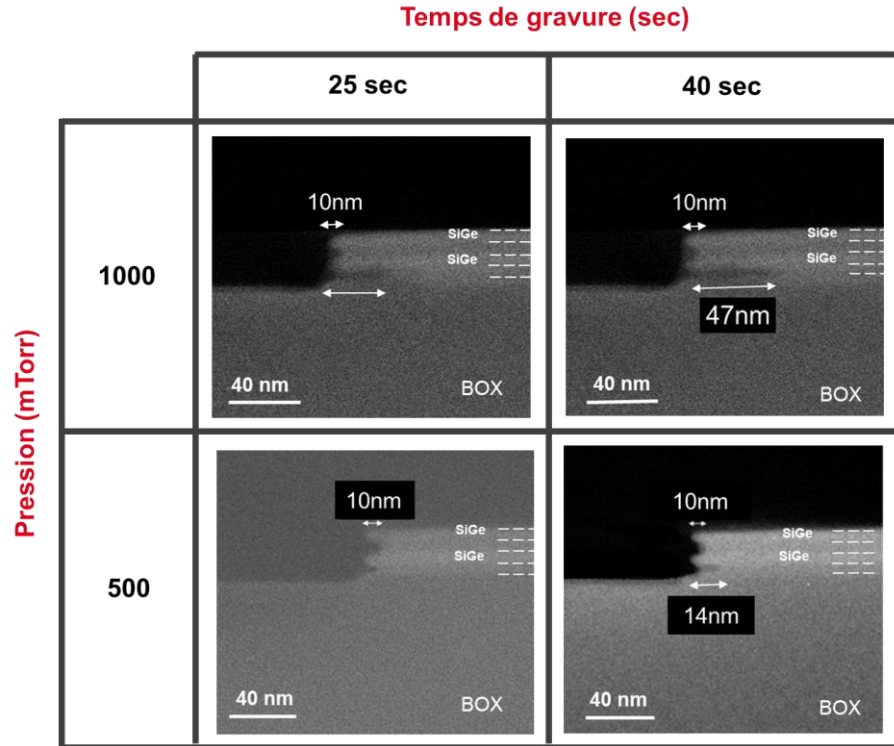 Temps de gravure (sec)
25 sec
40 sec
Pression (mTorr)
1000
10nm
SiGe
SiGe
40 nm
BOX
10nm
SiGe
SiGe
47nm
40 nm
BOX
500
10nm
SiGe
SiGe
40 nm
BOX
10nm
SiGe
SiGe
14nm
40 nm
BOX